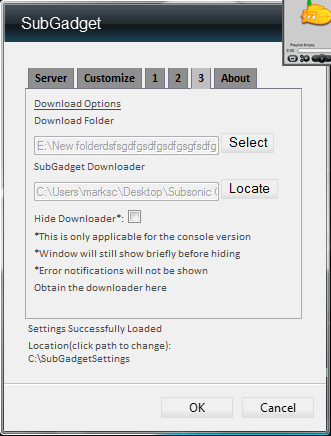 SubGadget
Playlist Empty
0:00
Server Customize 1 2 3 About
Download Options
Download Folder
E:\New folderdsfsgdfgsdfgsdfgsgfsdfg
Select
SubGadget Downloader
C:\Users\marksc\Desktop\Subsonic
Locate
Hide Downloader*:
*This is only applicable for the console version
*Window will still show briefly before hiding
*Error notifications will not be shown
Obtain the downloader here
Settings Successfully Loaded
Location(click path to change):
C:\SubGadgetSettings
OK Cancel